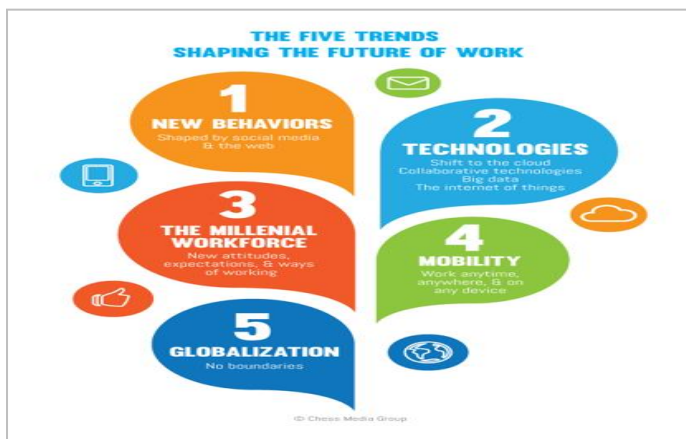 THE FIVE TRENDS
SHAPING THE FUTURE OF WORK
1
NEW BEHAVIORS
Shaped by social media
& the web
2
TECHNOLOGIES
Shift to the cloud
Collaborative technologies
Big data
The internet of things
3
THE MILLENIAL
WORKFORCE
New attitudes,
expectations, & ways
of working
4
MOBILITY
Work anytime,
anywhere, & on
any device
5
GLOBALIZATION
No boundaries
© Chess Media Group